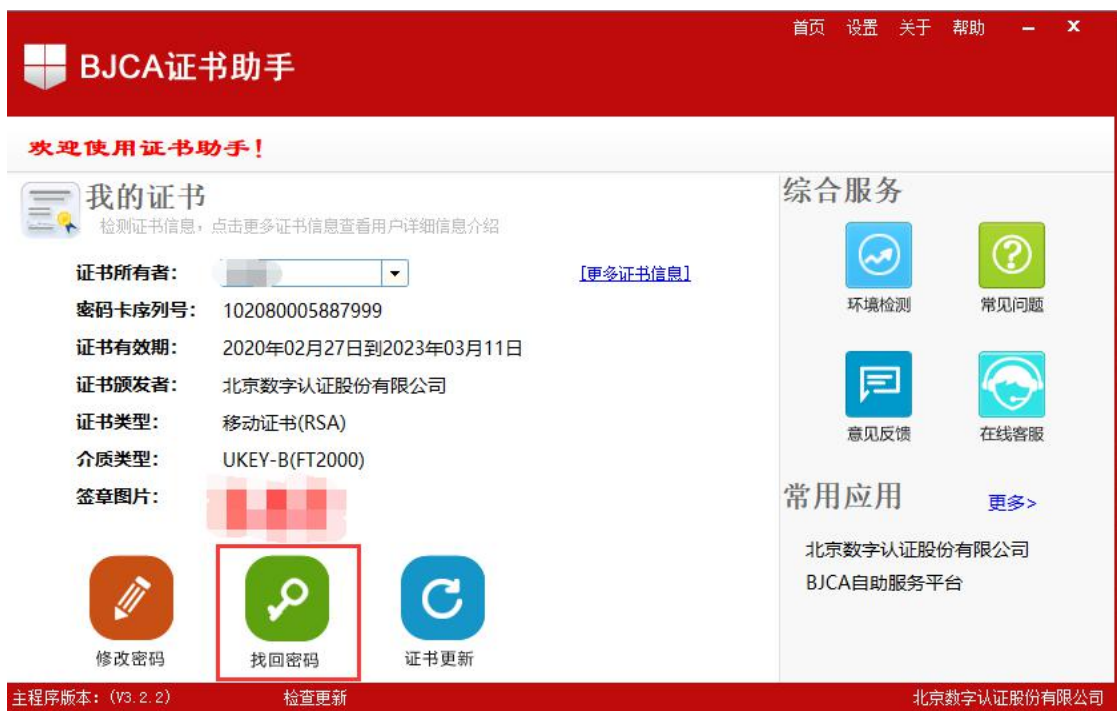 首页 设置 关于 帮助 — X
BJCA证书助手
欢迎使用证书助手！
我的证书
检测证书信息，点击更多证书信息查看用户详细信息介绍
证书所有者：
[更多证书信息]
密码卡序列号： 102080005887999
证书有效期： 2020年02月27日到2023年03月11日
证书颁发者： 北京数字认证股份有限公司
证书类型： 移动证书(RSA)
介质类型： UKEY-B(FT2000)
签章图片：
修改密码
找回密码
证书更新
综合服务
环境检测
常见问题
意见反馈
在线客服
常用应用 更多>
北京数字认证股份有限公司
BJCA自助服务平台
主程序版本：(V3.2.2) 检查更新 北京数字认证股份有限公司